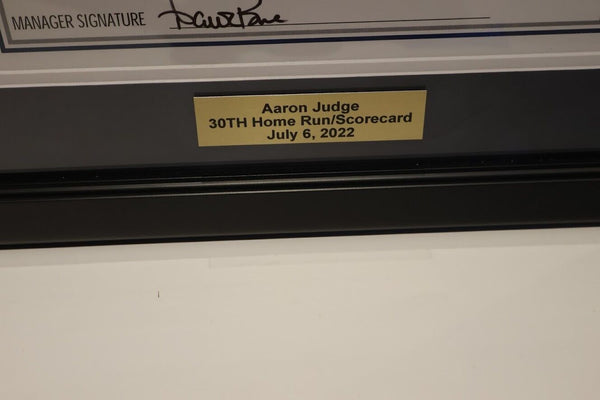 MANAGER SIGNATURE
Aaron Judge
30TH Home Run/Scorecard
July 6, 2022